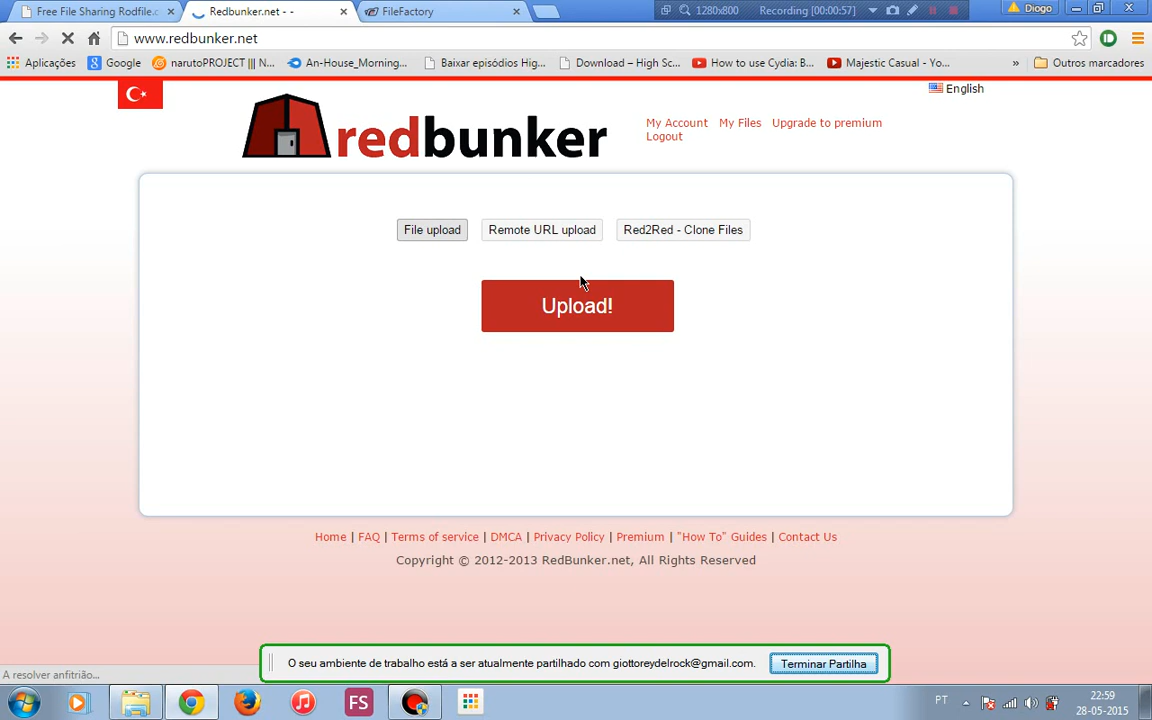 Free File Sharing Rodfile.c
Redbunker.net - -
FileFactory
1280x800
Recording [00:00:57]
Diogo
www.redbunker.net
Aplicações
Google
narutoPROJECT ||| N...
An-House_Morning...
Baixar episódios Hig...
Download – High Sc...
How to use Cydia: B...
Majestic Casual - Yo...
»
Outros marcadores
English
redbunker
My Account My Files Upgrade to premium
Logout
File upload
Remote URL upload
Red2Red - Clone Files
Upload!
Home | FAQ | Terms of service | DMCA | Privacy Policy | Premium | "How To" Guides | Contact Us
Copyright © 2012-2013 RedBunker.net, All Rights Reserved
O seu ambiente de trabalho está a ser atualmente partilhado com giottoreydelrock@gmail.com.
Terminar Partilha
A resolver anfitrião...
FS
PT
22:59
28-05-2015